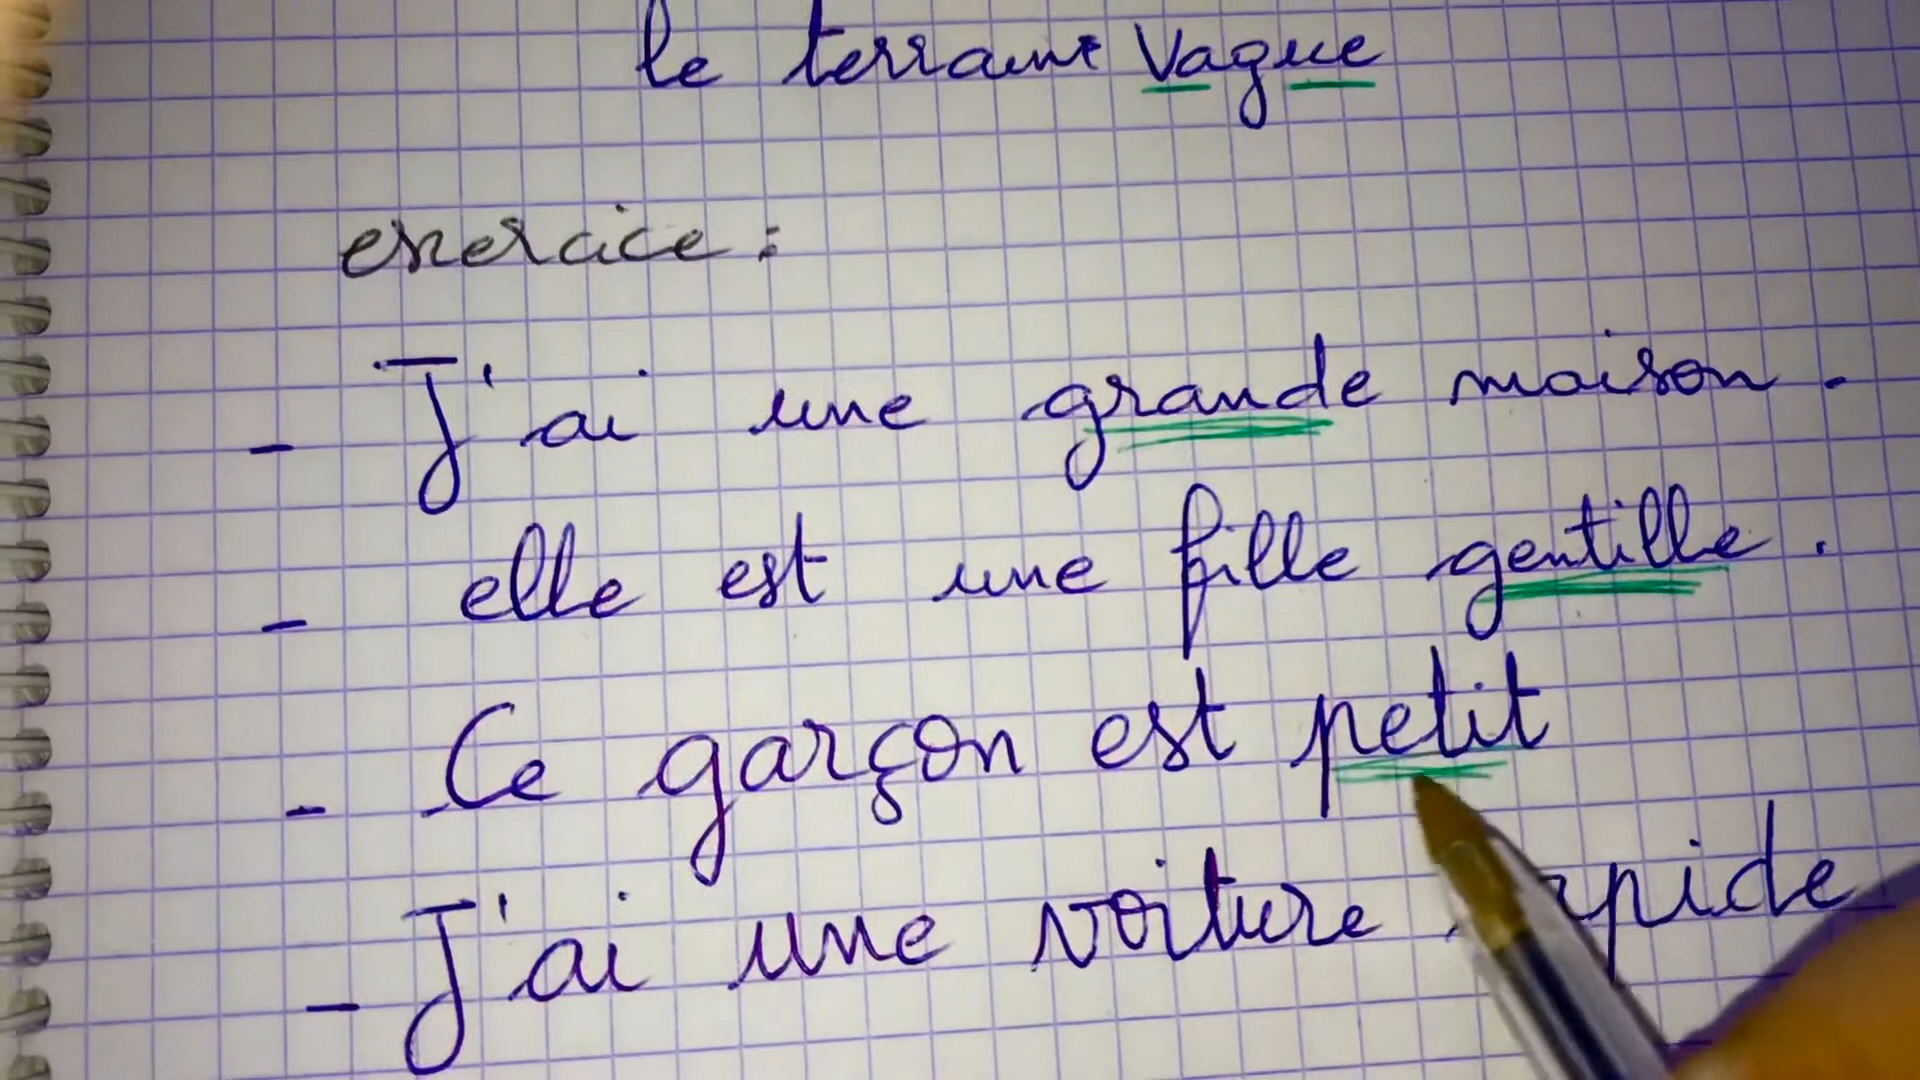 le terraint vague
exercice :
- J'ai une grande maison.
- elle est une fille gentille.
- Ce garçon est petit
- J'ai une voiture